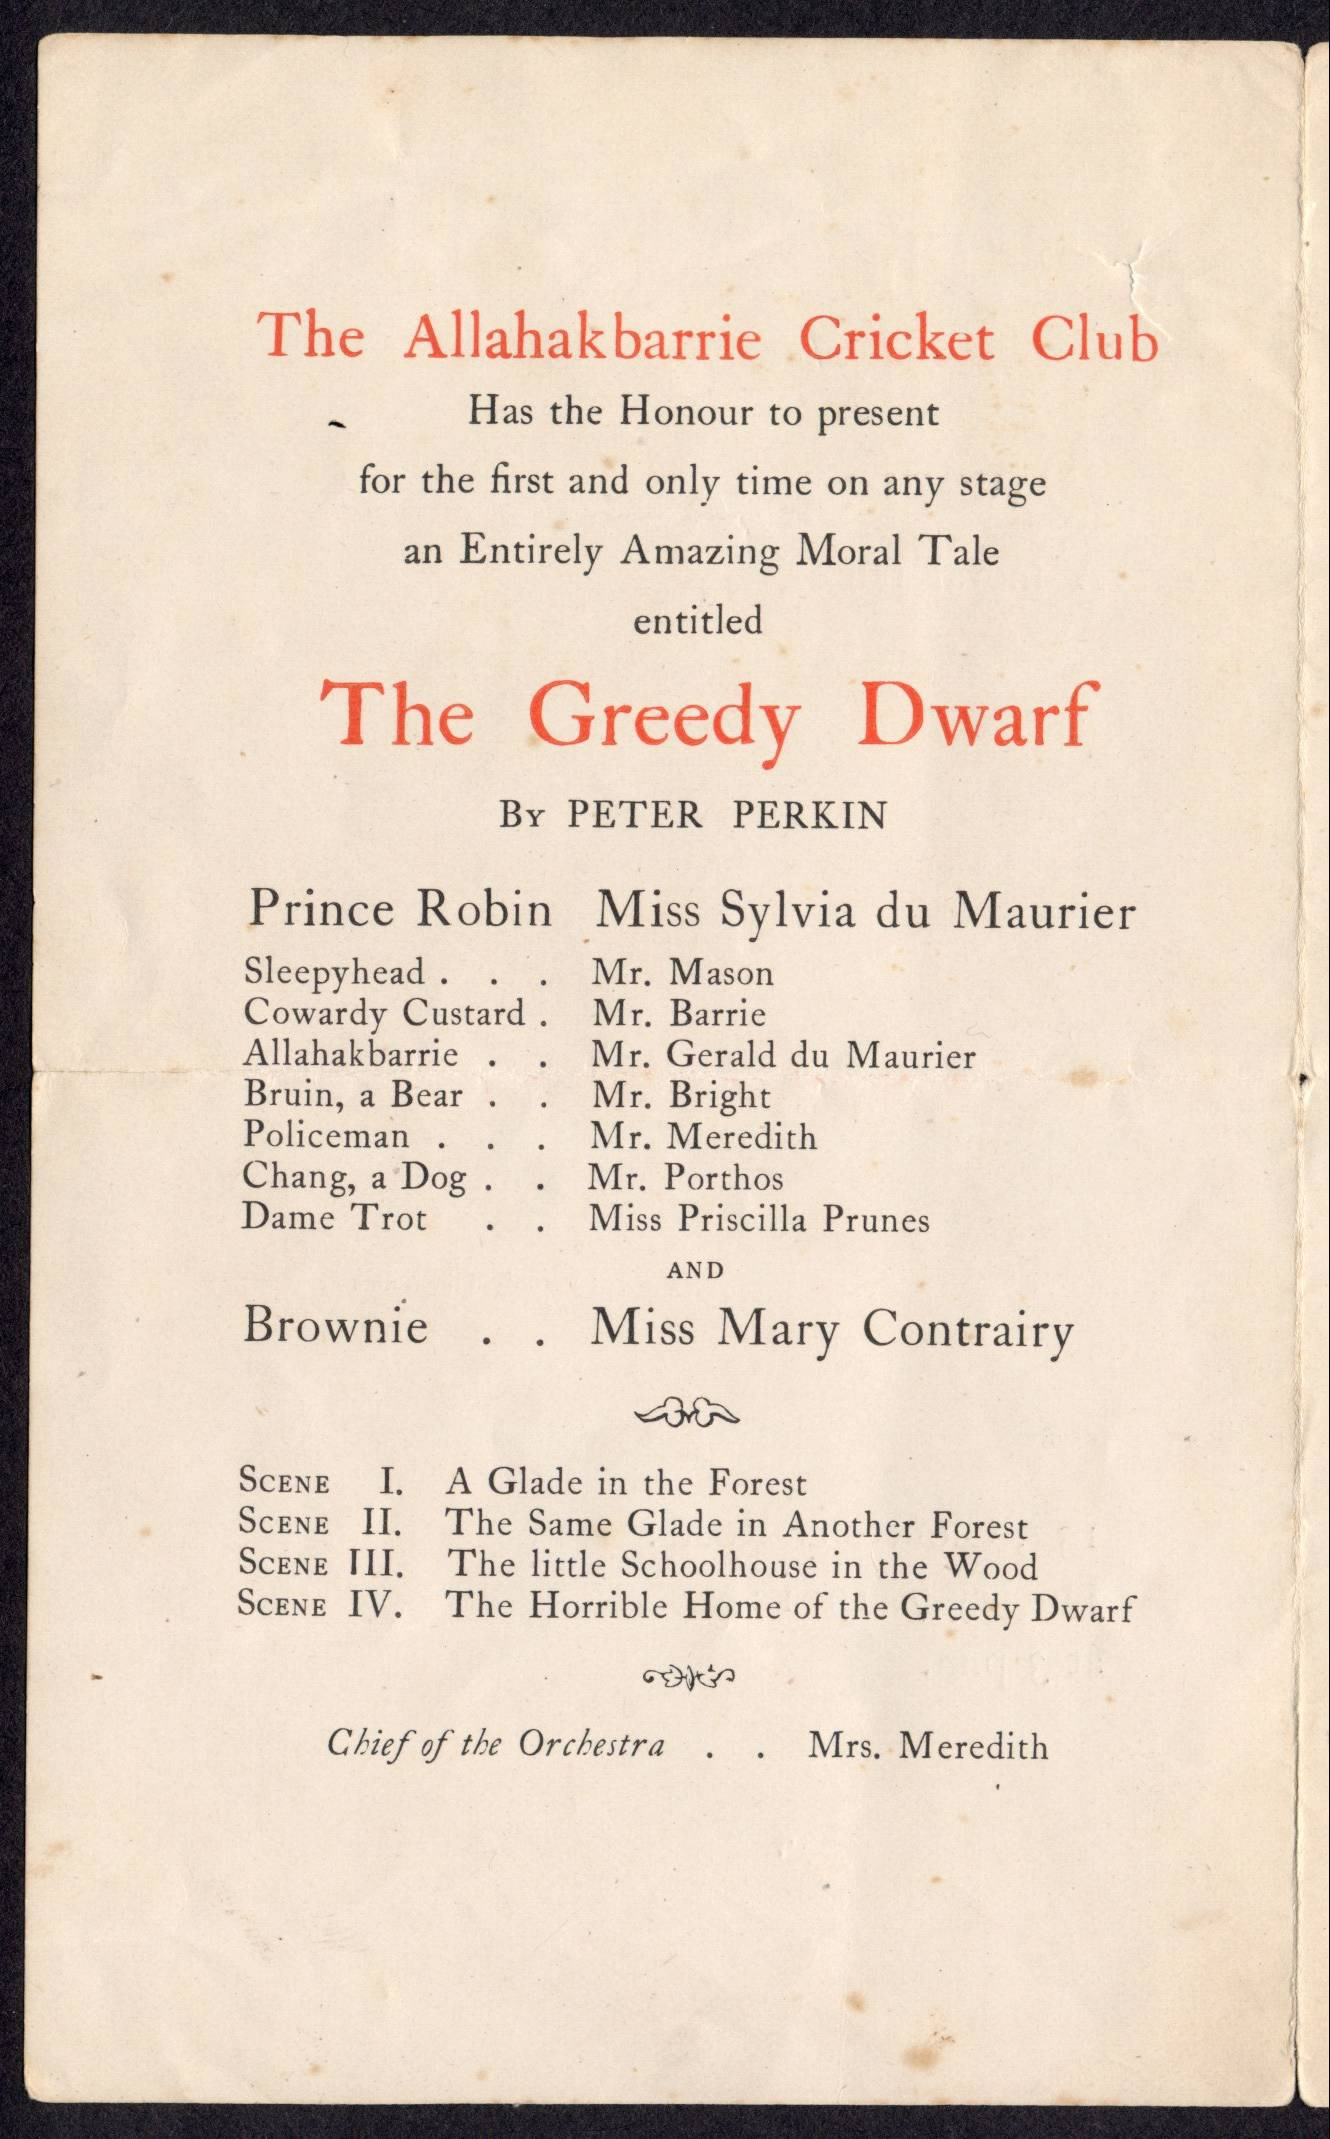 The Allahakbarrie Cricket Club
Has the Honour to present
for the first and only time on any stage
an Entirely Amazing Moral Tale
entitled
The Greedy Dwarf
By PETER PERKIN
Prince Robin Miss Sylvia du Maurier
Sleepyhead . . . Mr. Mason
Cowardy Custard . Mr. Barrie
Allahakbarrie . . Mr. Gerald du Maurier
Bruin, a Bear . . Mr. Bright
Policeman . . . Mr. Meredith
Chang, a Dog . . Mr. Porthos
Dame Trot . . Miss Priscilla Prunes
AND
Brownie . . Miss Mary Contrairy
Scene I. A Glade in the Forest
Scene II. The Same Glade in Another Forest
Scene III. The little Schoolhouse in the Wood
Scene IV. The Horrible Home of the Greedy Dwarf
Chief of the Orchestra . . Mrs. Meredith